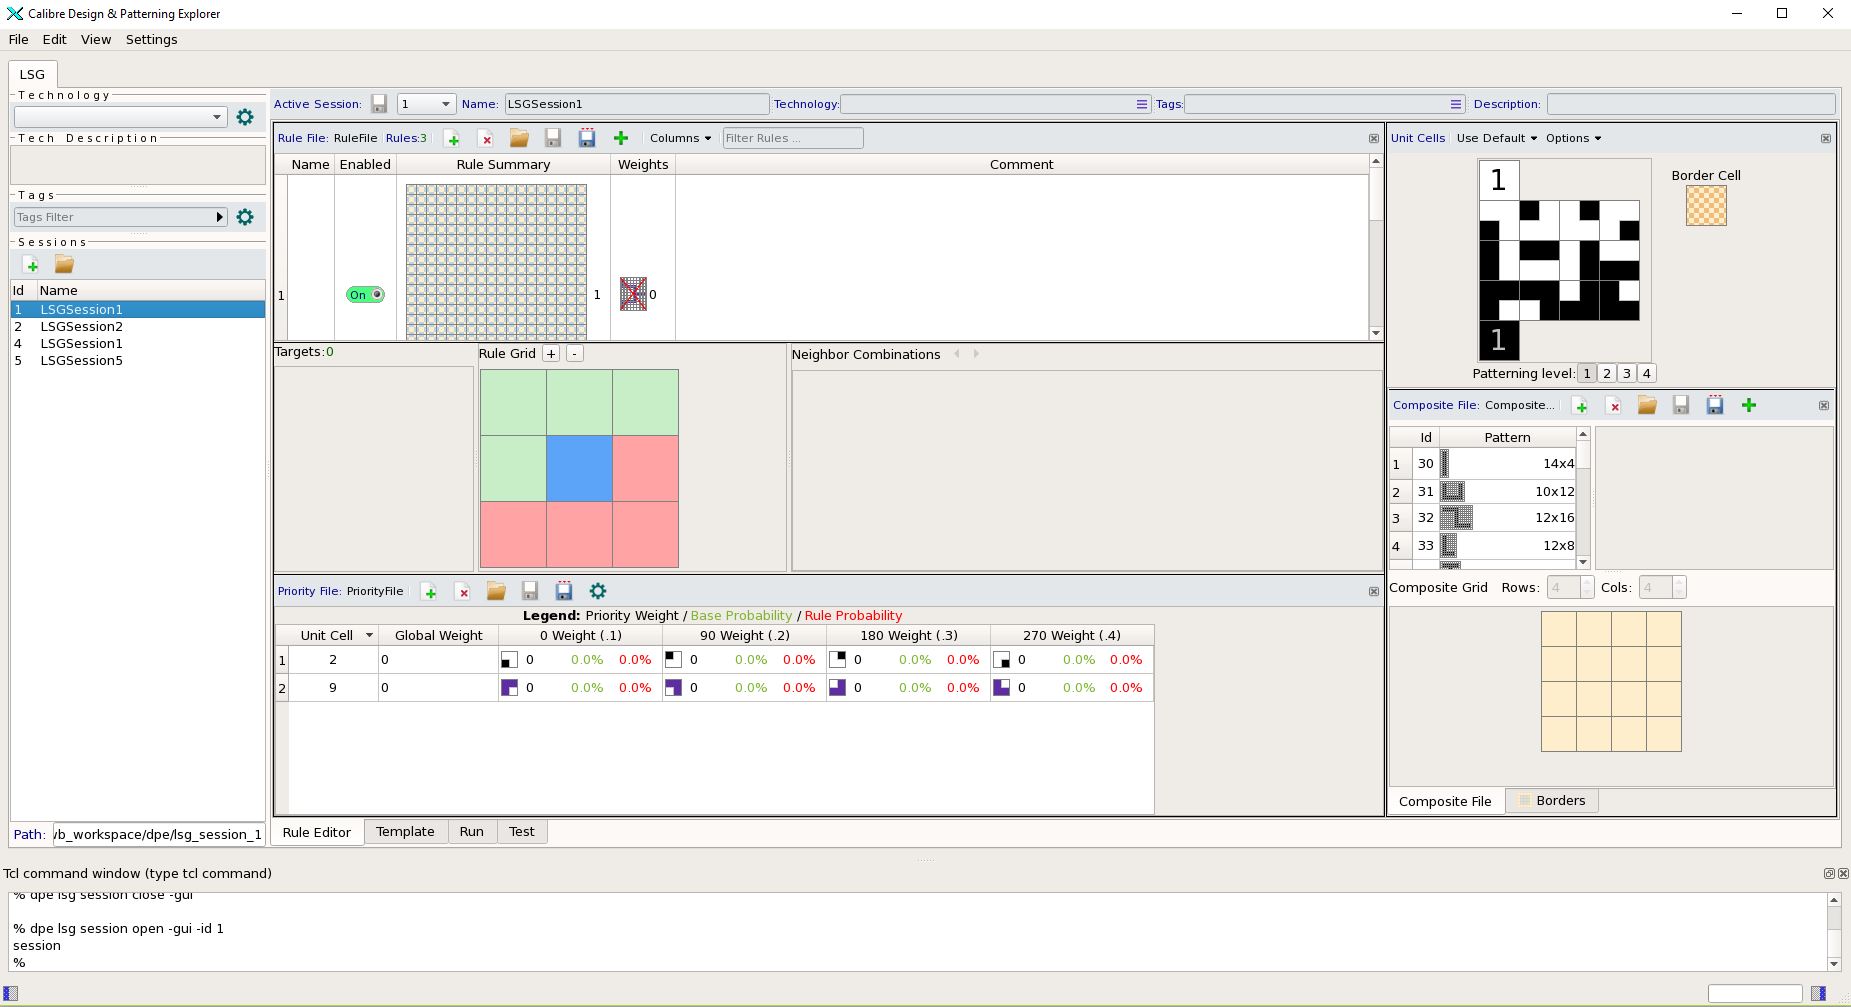 Calibre Design & Patterning Explorer
File Edit View Settings
LSG
Technology
Tech Description
Tags
Tags Filter
Sessions
Id Name
1 LSGSession1
2 LSGSession2
4 LSGSession1
5 LSGSession5
Path: /b_workspace/dpe/lsg_session_1
Active Session: 1 Name: LSGSession1 Technology: Tags: Description:
Rule File: RuleFile Rules:3 Columns Filter Rules ...
Name Enabled Rule Summary Weights Comment
1 On 1 0
Targets:0
Rule Grid + -
Neighbor Combinations
Priority File: PriorityFile
Legend: Priority Weight / Base Probability / Rule Probability
Unit Cell Global Weight 0 Weight (.1) 90 Weight (.2) 180 Weight (.3) 270 Weight (.4)
1 2 0 0 0.0% 0.0% 0 0.0% 0.0% 0 0.0% 0.0% 0 0.0% 0.0%
2 9 0 0 0.0% 0.0% 0 0.0% 0.0% 0 0.0% 0.0% 0 0.0% 0.0%
Rule Editor Template Run Test
Unit Cells Use Default Options
1
Border Cell
1
Patterning level: 1 2 3 4
Composite File: Composite...
Id Pattern
1 30 14x4
2 31 10x12
3 32 12x16
4 33 12x8
Composite Grid Rows: 4 Cols: 4
Composite File Borders
Tcl command window (type tcl command)
% dpe lsg session close -gui
% dpe lsg session open -gui -id 1
session
%